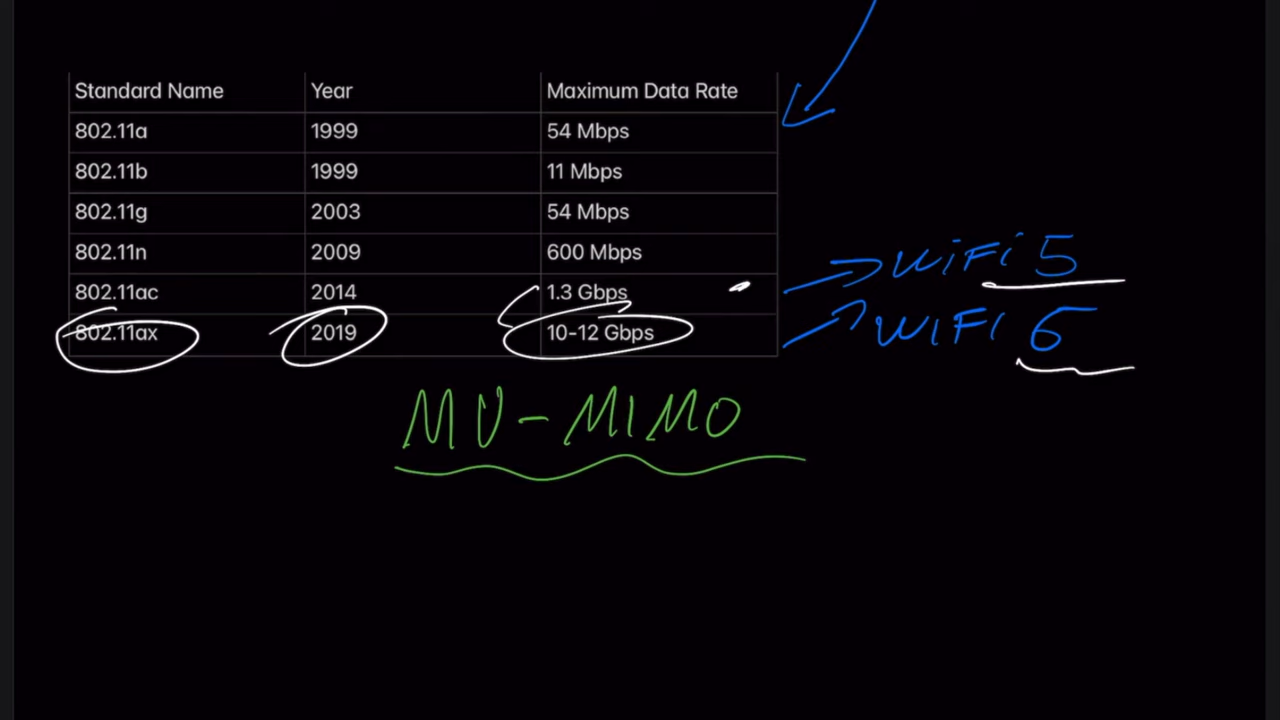 Standard Name Year Maximum Data Rate
802.11a 1999 54 Mbps
802.11b 1999 11 Mbps
802.11g 2003 54 Mbps
802.11n 2009 600 Mbps
802.11ac 2014 1.3 Gbps
WiFi 5
802.11ax 2019 10-12 Gbps
WIFI 6
MU-MIMO